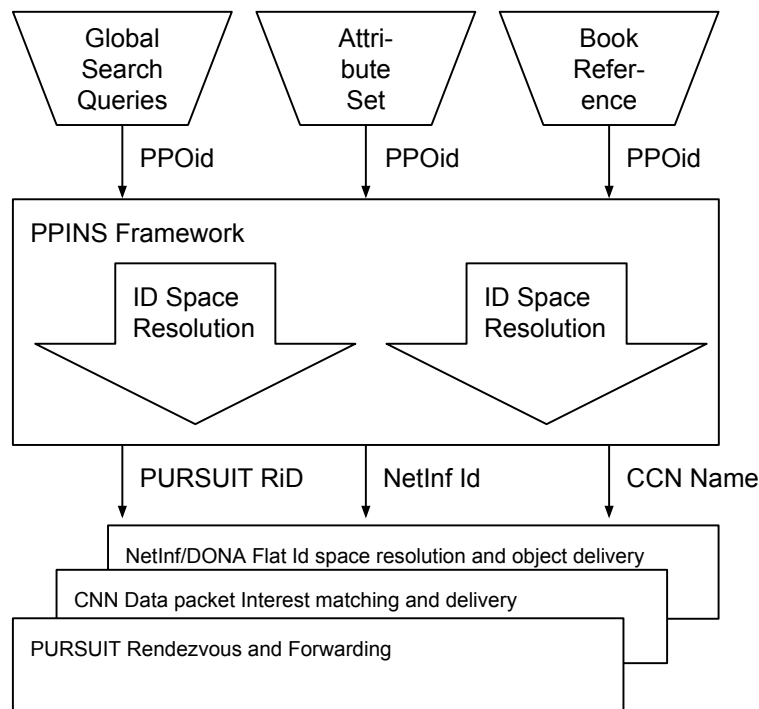 Global
Search
Queries
Attri-
bute
Set
Book
Refer-
ence
PPOid
PPOid
PPOid
PPINS Framework
ID Space
Resolution
ID Space
Resolution
PURSUIT RiD
NetInf Id
CCN Name
NetInf/DONA Flat Id space resolution and object delivery
CNN Data packet Interest matching and delivery
PURSUIT Rendezvous and Forwarding